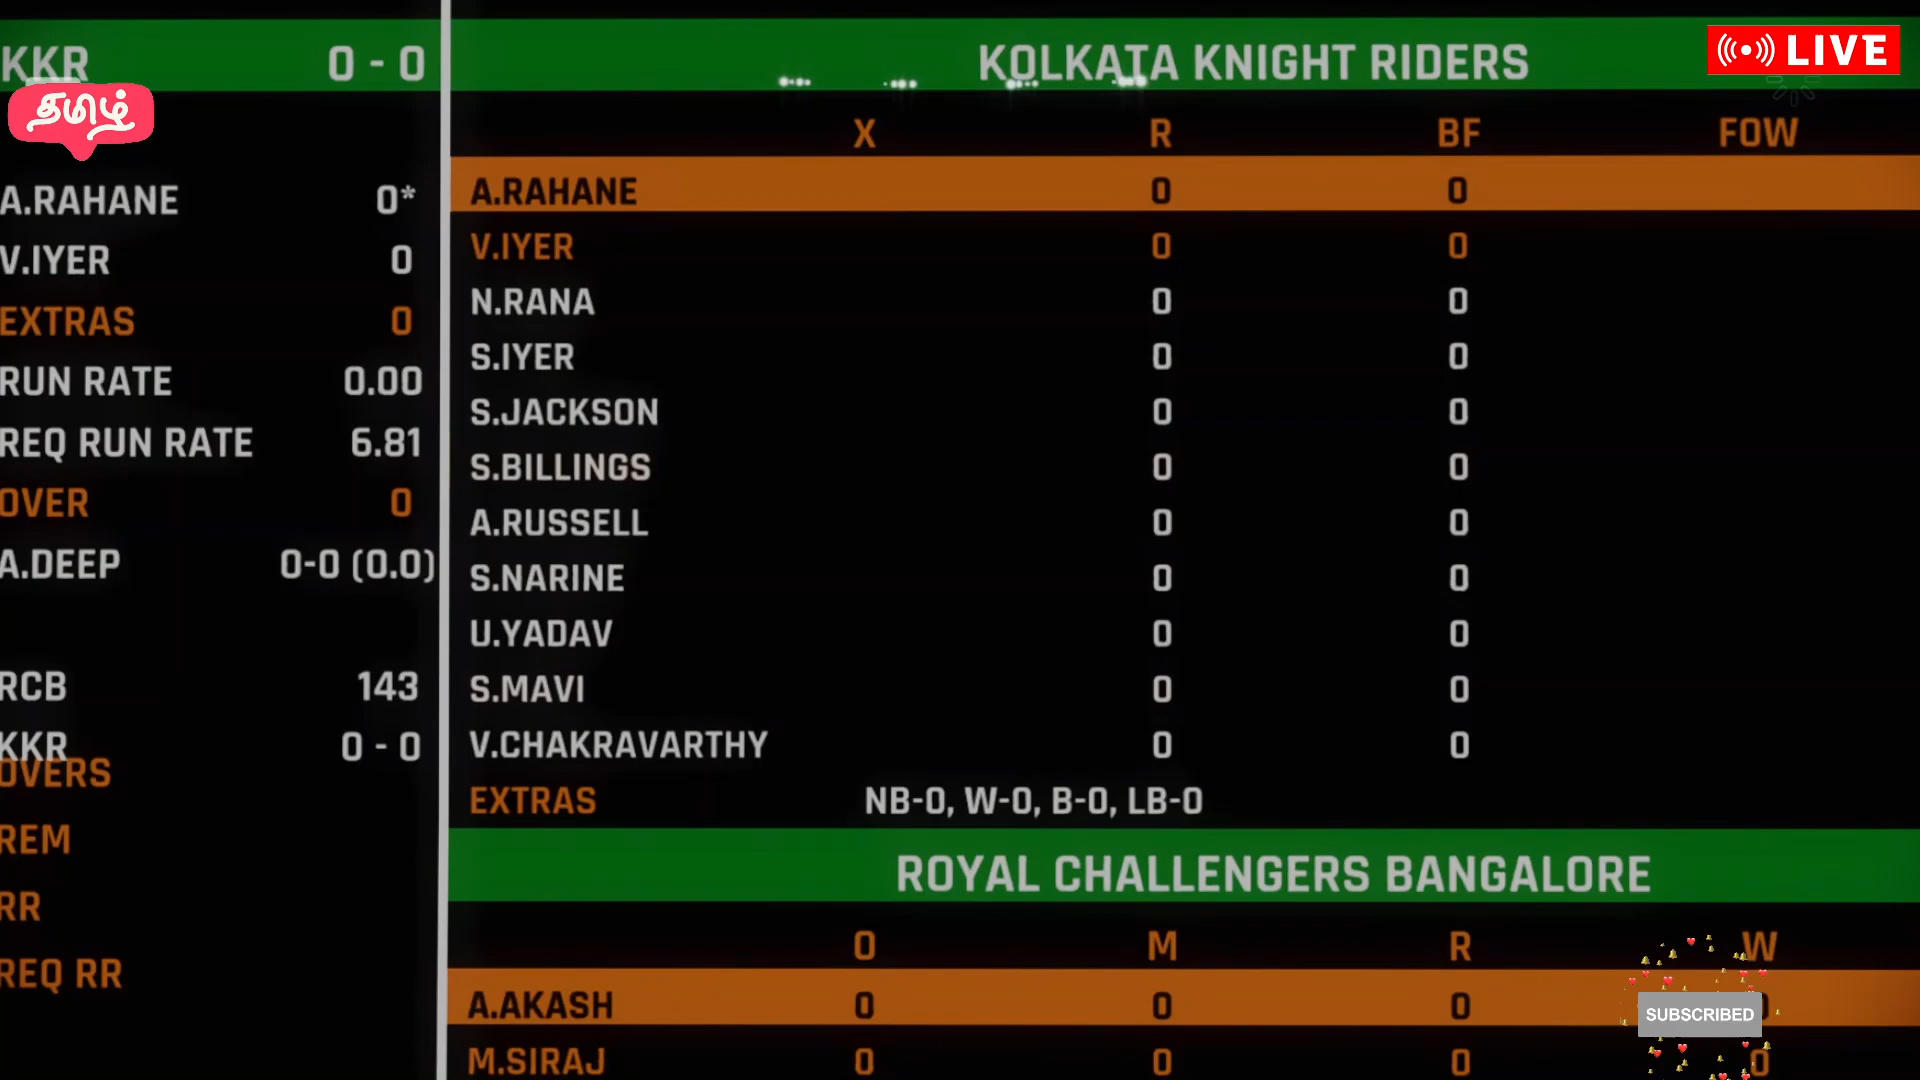 KKR 0 - 0
தமிழ்
A.RAHANE 0*
V.IYER 0
EXTRAS 0
RUN RATE 0.00
REQ RUN RATE 6.81
OVER 0
A.DEEP 0-0 (0.0)
RCB 143
KKR 0 - 0
OVERS
REM
RR
REQ RR
KOLKATA KNIGHT RIDERS
LIVE
X R BF FOW
A.RAHANE 0 0
V.IYER 0 0
N.RANA 0 0
S.IYER 0 0
S.JACKSON 0 0
S.BILLINGS 0 0
A.RUSSELL 0 0
S.NARINE 0 0
U.YADAV 0 0
S.MAVI 0 0
V.CHAKRAVARTHY 0 0
EXTRAS NB-0, W-0, B-0, LB-0
ROYAL CHALLENGERS BANGALORE
O M R W
A.AKASH 0 0 0 0
SUBSCRIBED
M.SIRAJ 0 0 0 0